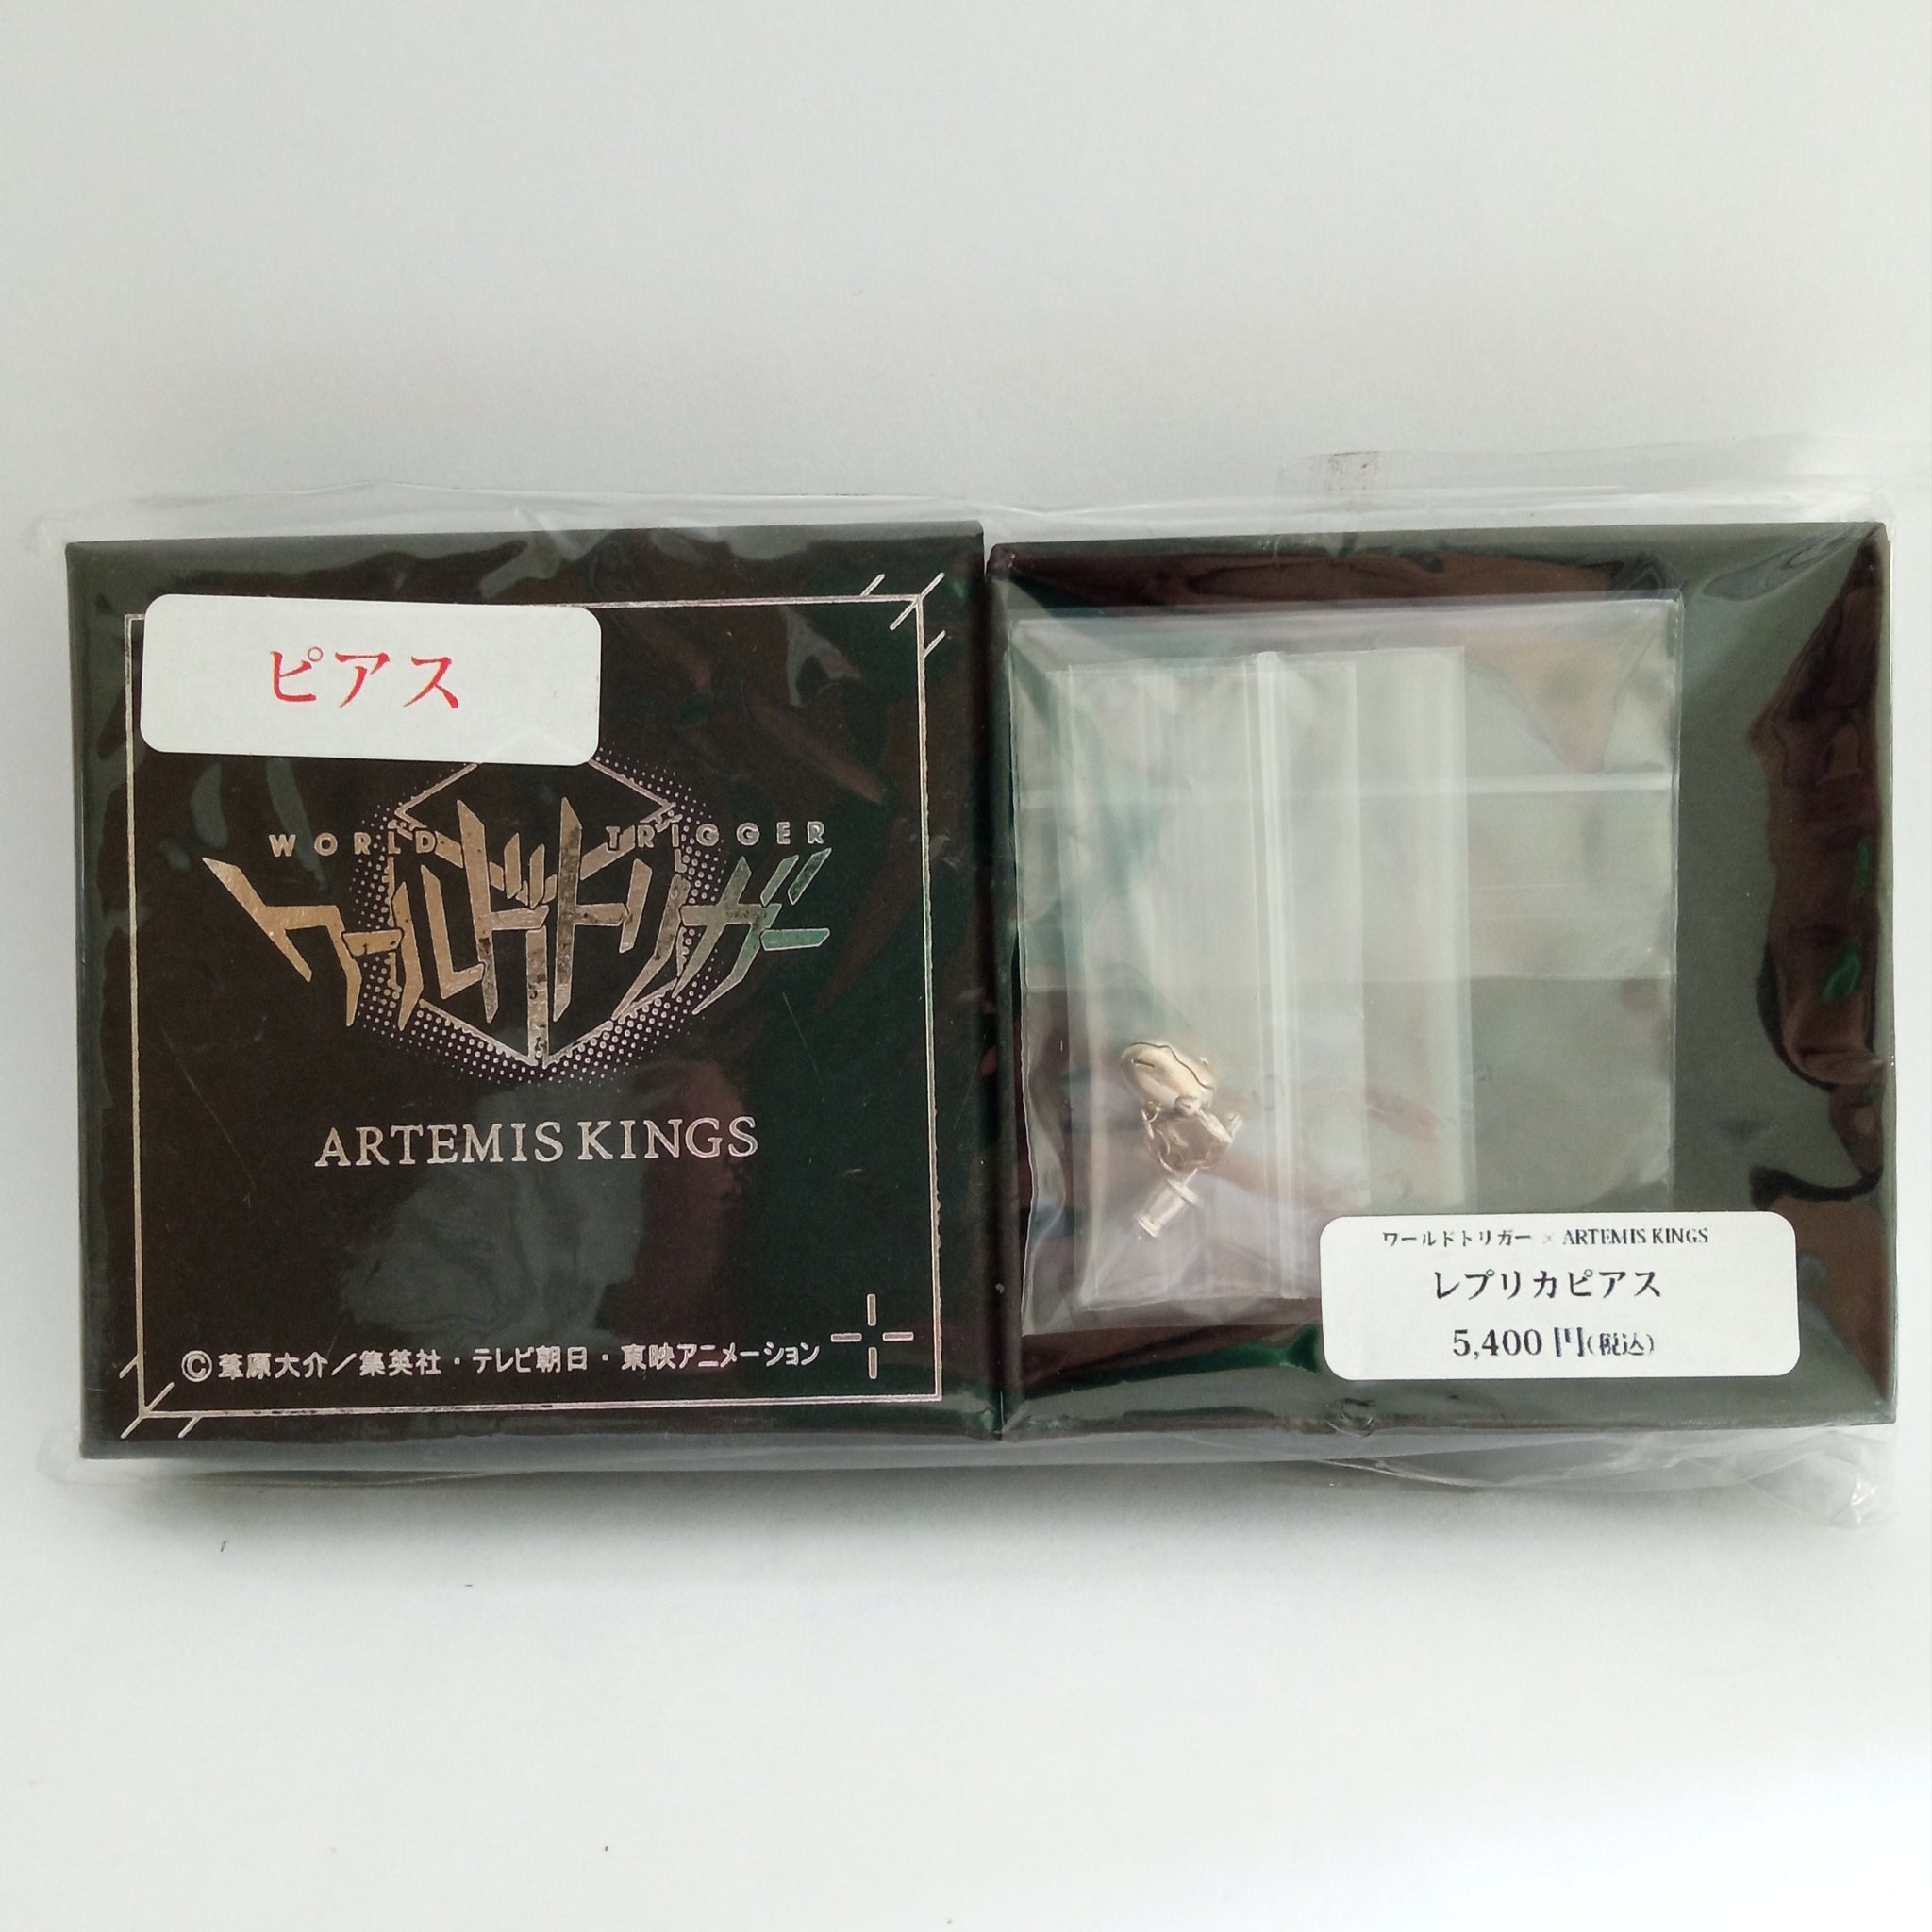 ピアス
WORLD TRIGGER
ワールドトリガー
ARTEMIS KINGS
©葦原大介／集英社・テレビ朝日・東映アニメーション
ワールドトリガー × ARTEMIS KINGS
レプリカピアス
5,400円(税込)